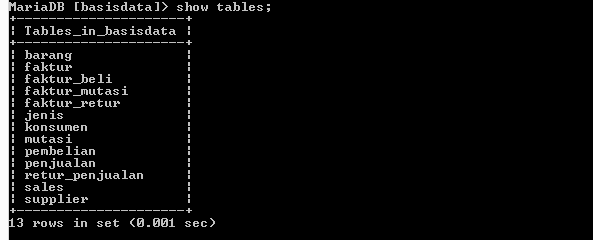 MariaDB [basisdata]> show tables;
+----------------------+
| Tables_in_basisdata |
+----------------------+
| barang |
| faktur |
| faktur_beli |
| faktur_mutasi |
| faktur_retur |
| jenis |
| konsumen |
| mutasi |
| pembelian |
| penjualan |
| retur_penjualan |
| sales |
| supplier |
+----------------------+
13 rows in set (0.001 sec)